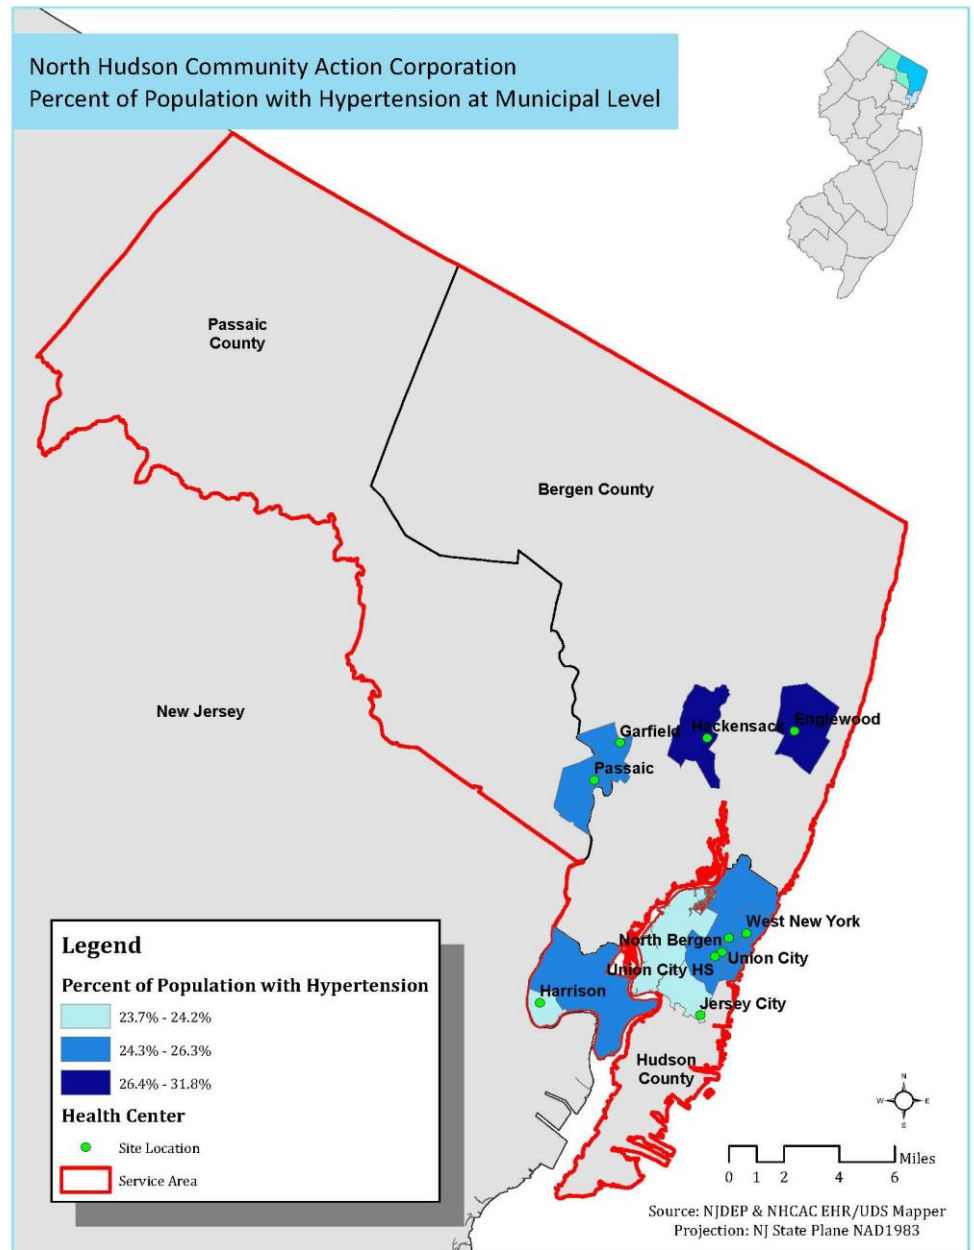 North Hudson Community Action Corporation
Percent of Population with Hypertension at Municipal Level
Passaic
County
Bergen County
New Jersey
Garfield
Hackensack
Englewood
Passaic
West New York
North Bergen
Union City
Union City HS
Harrison
Jersey City
Hudson
County
Legend
Percent of Population with Hypertension
23.7% - 24.2%
24.3% - 26.3%
26.4% - 31.8%
Health Center
Site Location
Service Area
N
W E
S
Miles
0 1 2 4 6
Source: NJDEP & NHCAC EHR/UDS Mapper
Projection: NJ State Plane NAD1983